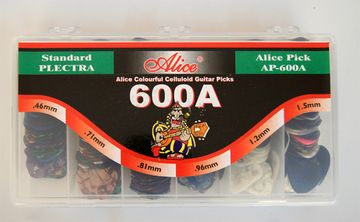 Standard
PLECTRA
Alice®
Alice Pick
AP-600A
Alice Colourful Celluloid Guitar Picks
600A
.46mm
.71mm
.81mm
.96mm
1.2mm
1.5mm